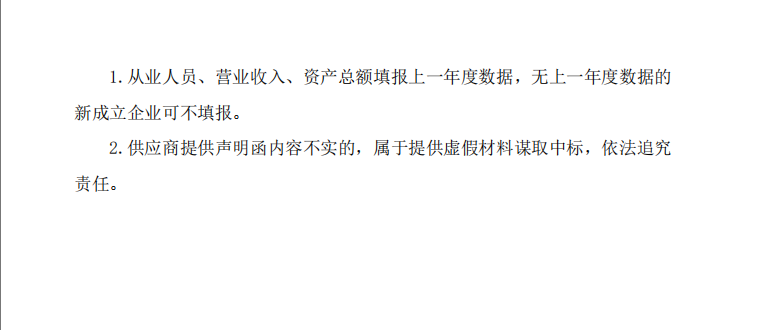 1.从业人员、营业收入、资产总额填报上一年度数据，无上一年度数据的
新成立企业可不填报。
2.供应商提供声明函内容不实的，属于提供虚假材料谋取中标，依法追究
责任。